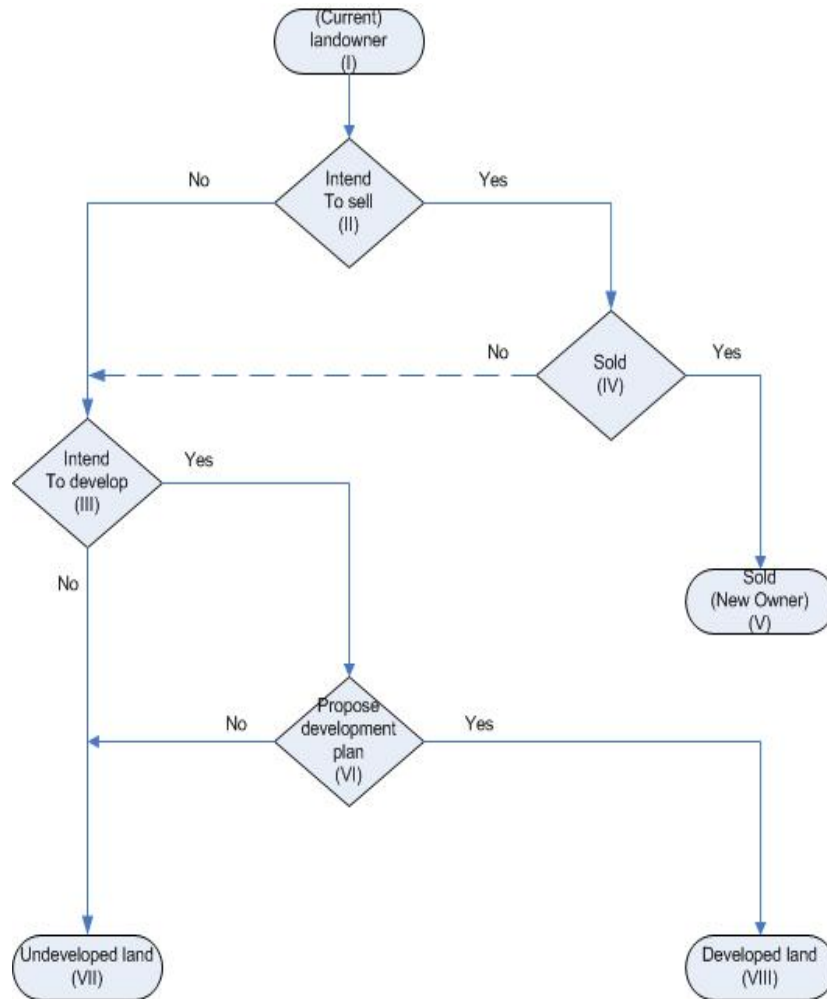 (Current)
landowner
(I)
No
Intend
To sell
(II)
Yes
No
Sold
(IV)
Yes
Intend
To develop
(III)
Yes
No
Sold
(New Owner)
(V)
No
Propose
development
plan
(VI)
Yes
Undeveloped land
(VII)
Developed land
(VIII)